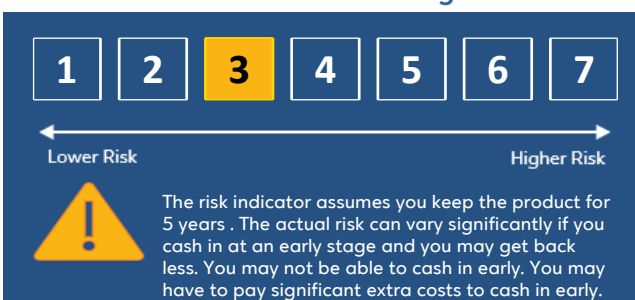 1 2 3 4 5 6 7
Lower Risk Higher Risk
!
The risk indicator assumes you keep the product for
5 years . The actual risk can vary significantly if you
cash in at an early stage and you may get back
less. You may not be able to cash in early. You may
have to pay significant extra costs to cash in early.